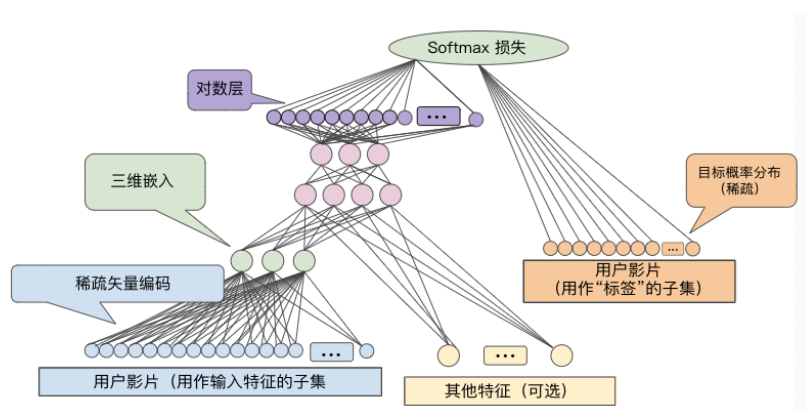 Softmax 损失
对数层
三维嵌入
目标概率分布
（稀疏）
稀疏矢量编码
...
...
用户影片
（用作“标签”的子集）
...
...
用户影片（用作输入特征的子集
其他特征（可选）